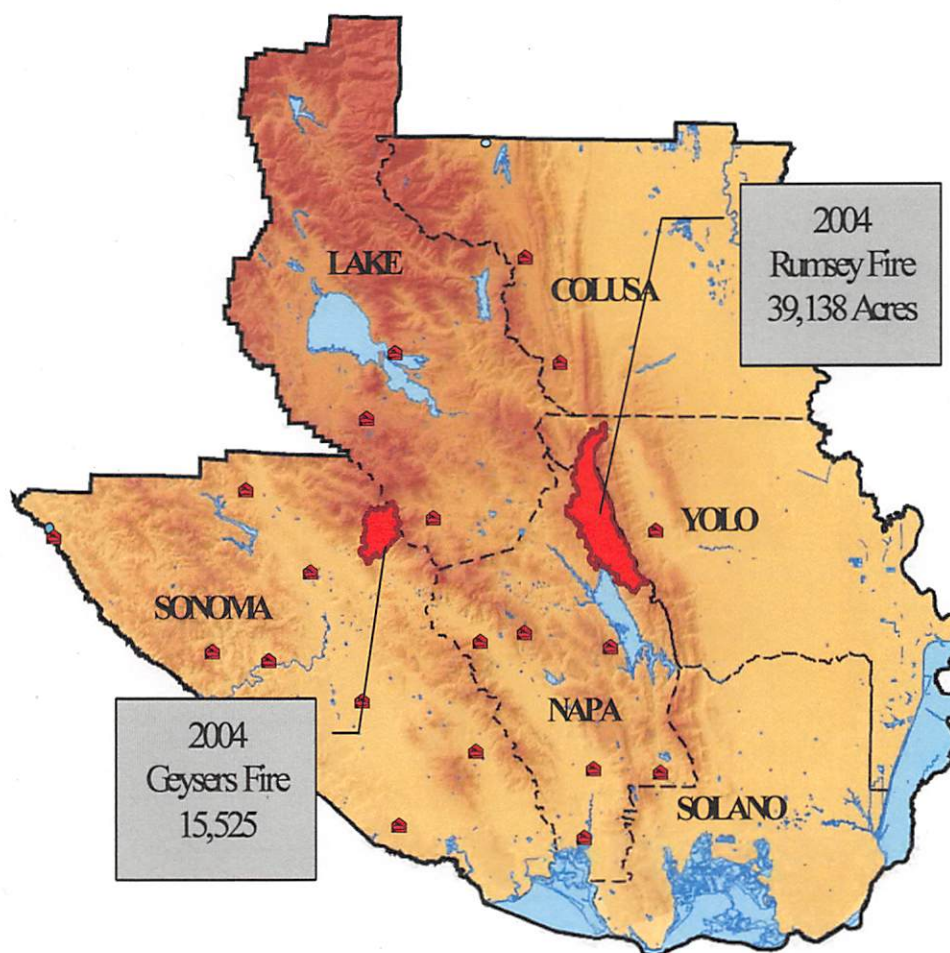 LAKE
COLUSA
2004
Rumsey Fire
39,138 Acres
YOLO
SONOMA
NAPA
2004
Geysers Fire
15,525
SOLANO